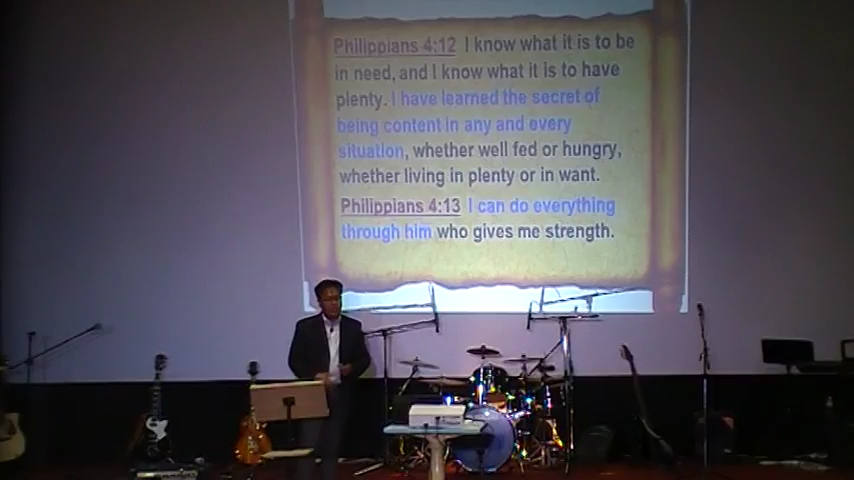 Philippians 4:12 I know what it is to be
in need, and I know what it is to have
plenty. I have learned the secret of
being content in any and every
situation, whether well fed or hungry,
whether living in plenty or in want.
Philippians 4:13 I can do everything
through him who gives me strength.